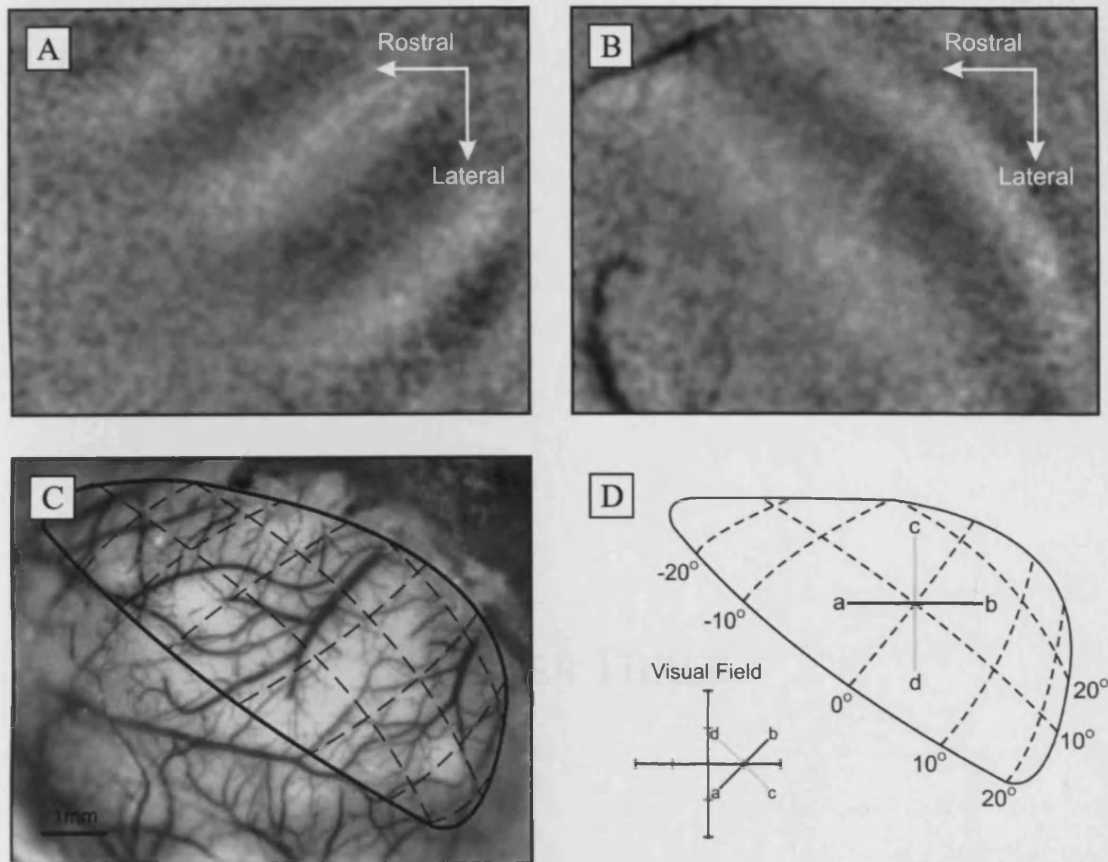 A
Rostral
Lateral
B
Rostral
Lateral
C
1mm
D
c
a
b
d
-20°
-10°
0°
10°
20°
10°
20°
Visual Field
d
b
a
c